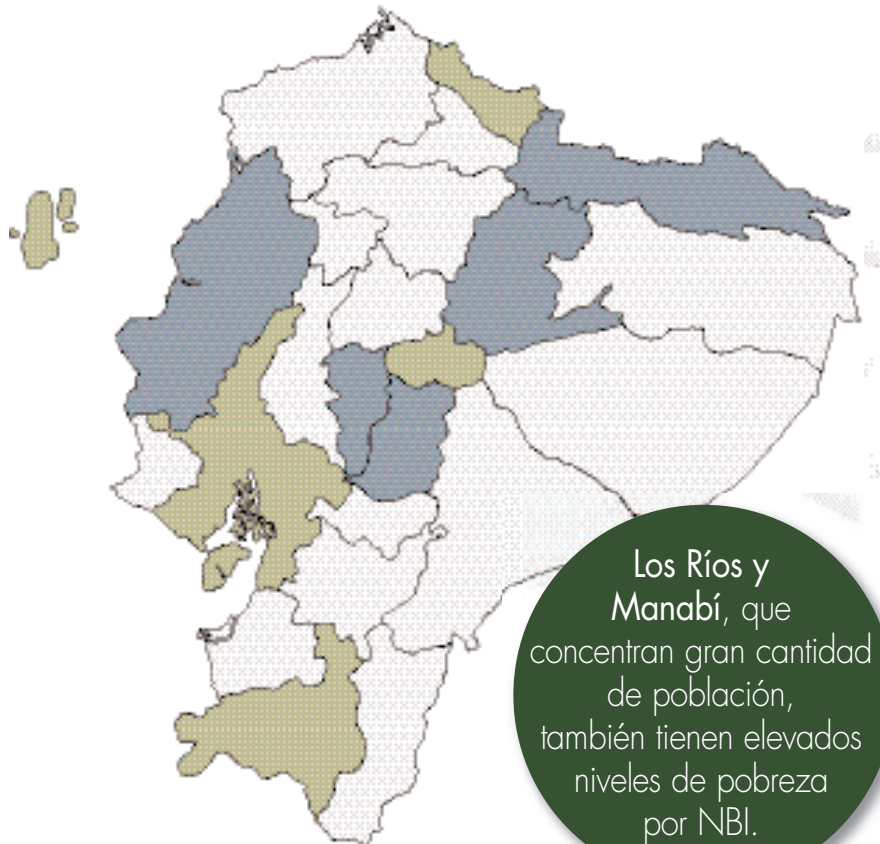 Los Ríos y
Manabí, que
concentran gran cantidad
de población,
también tienen elevados
niveles de pobreza
por NBI.